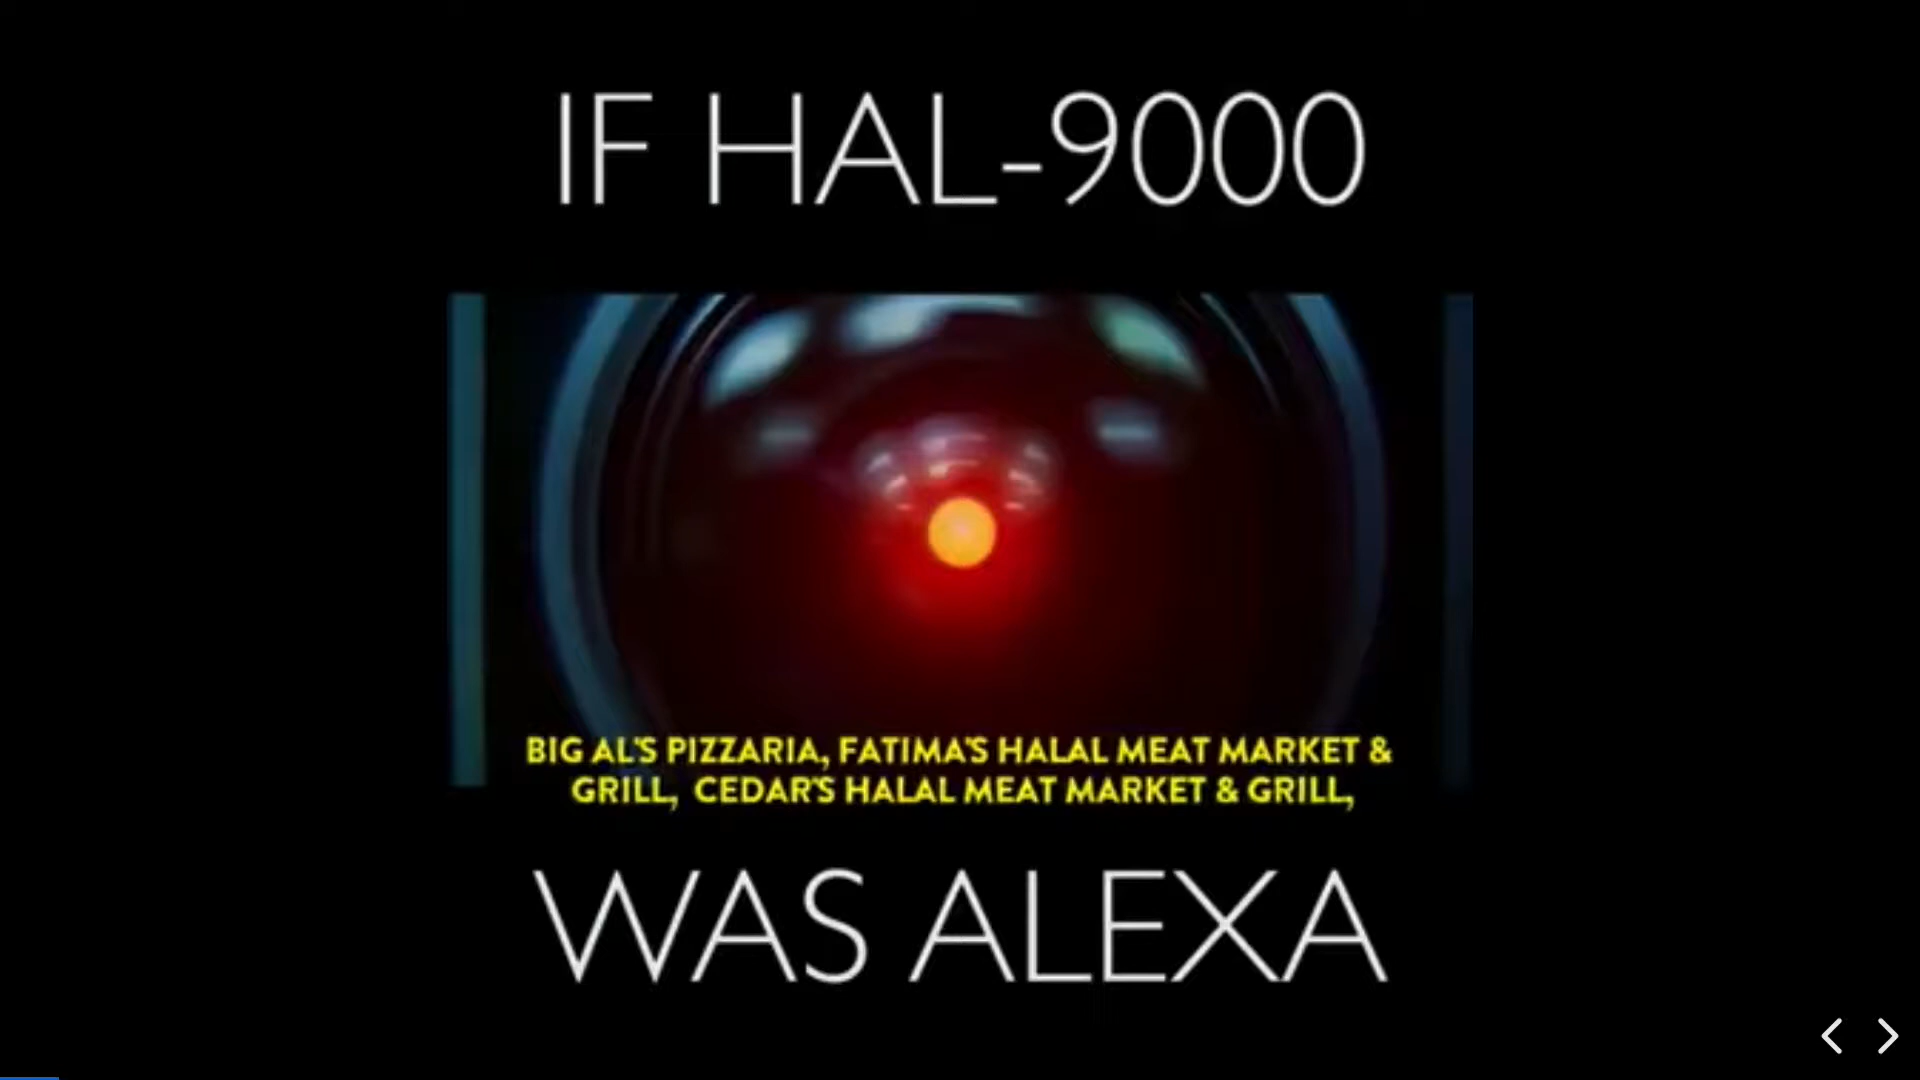 IF HAL-9000
BIG AL'S PIZZARIA, FATIMA'S HALAL MEAT MARKET &
GRILL, CEDAR'S HALAL MEAT MARKET & GRILL,
WAS ALEXA